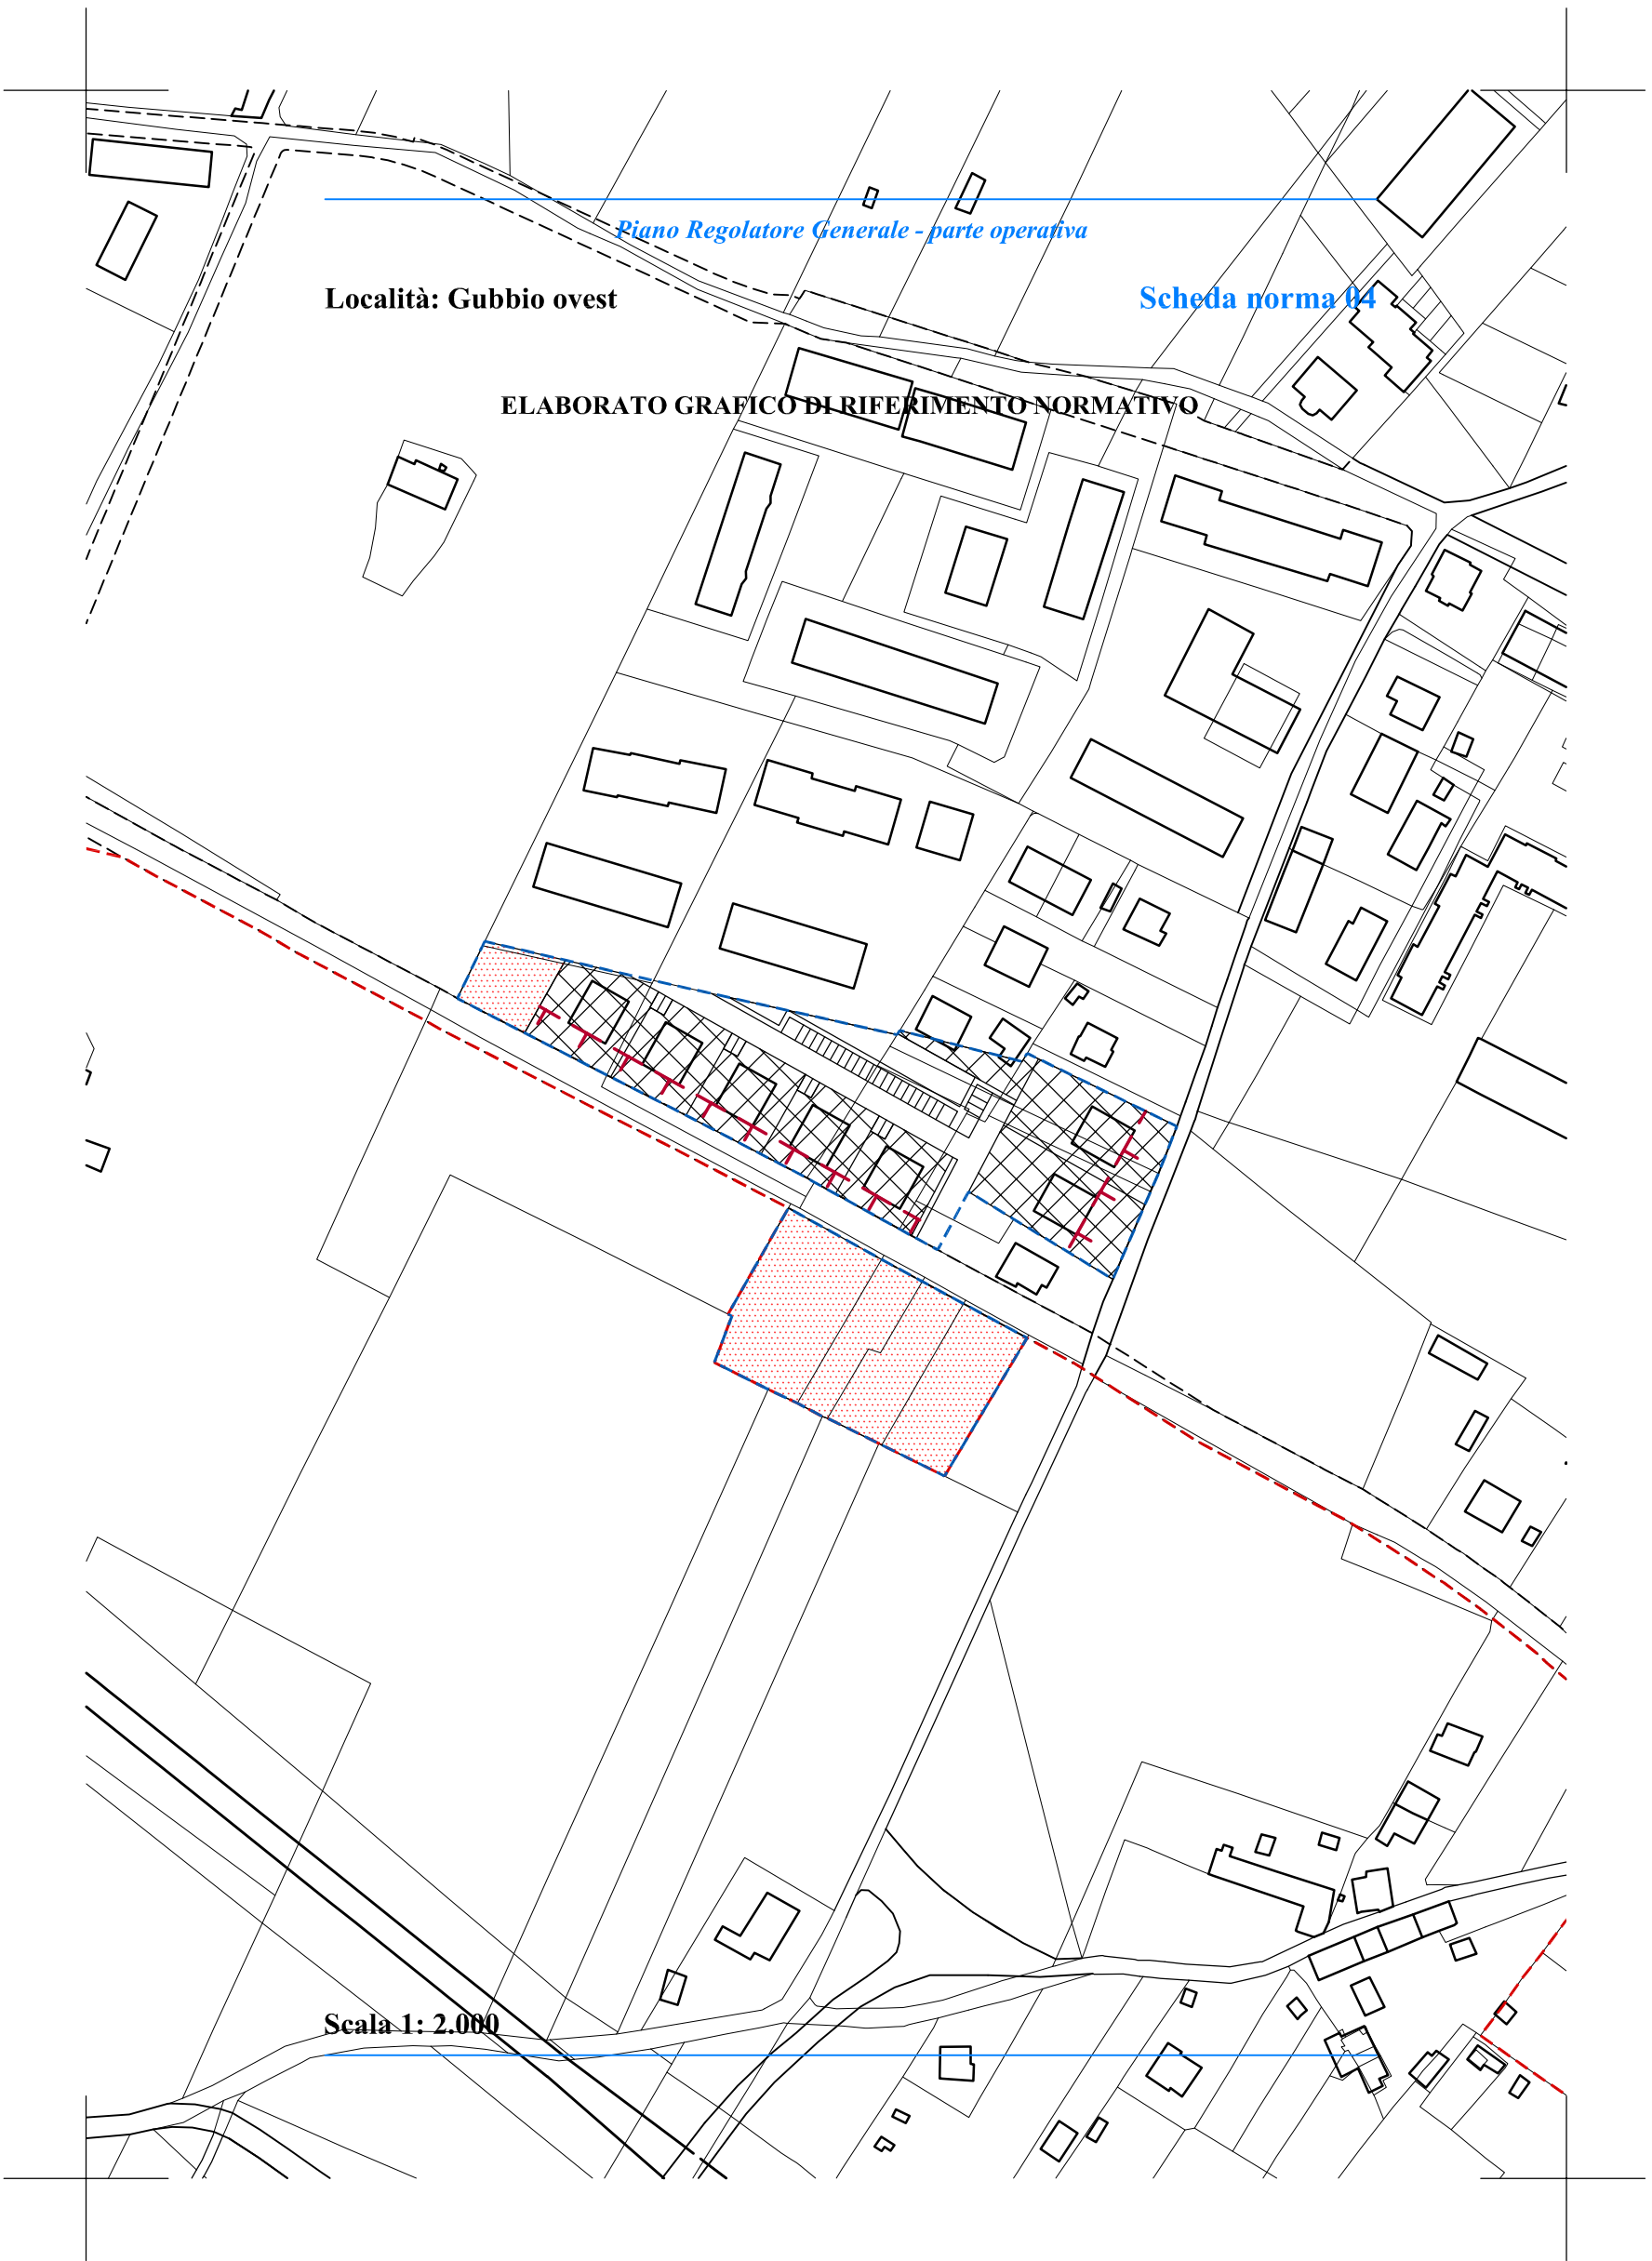 Piano Regolatore Generale - parte operativa
Località: Gubbio ovest
Scheda norma 04
ELABORATO GRAFICO DI RIFERIMENTO NORMATIVO
Scala 1: 2.000